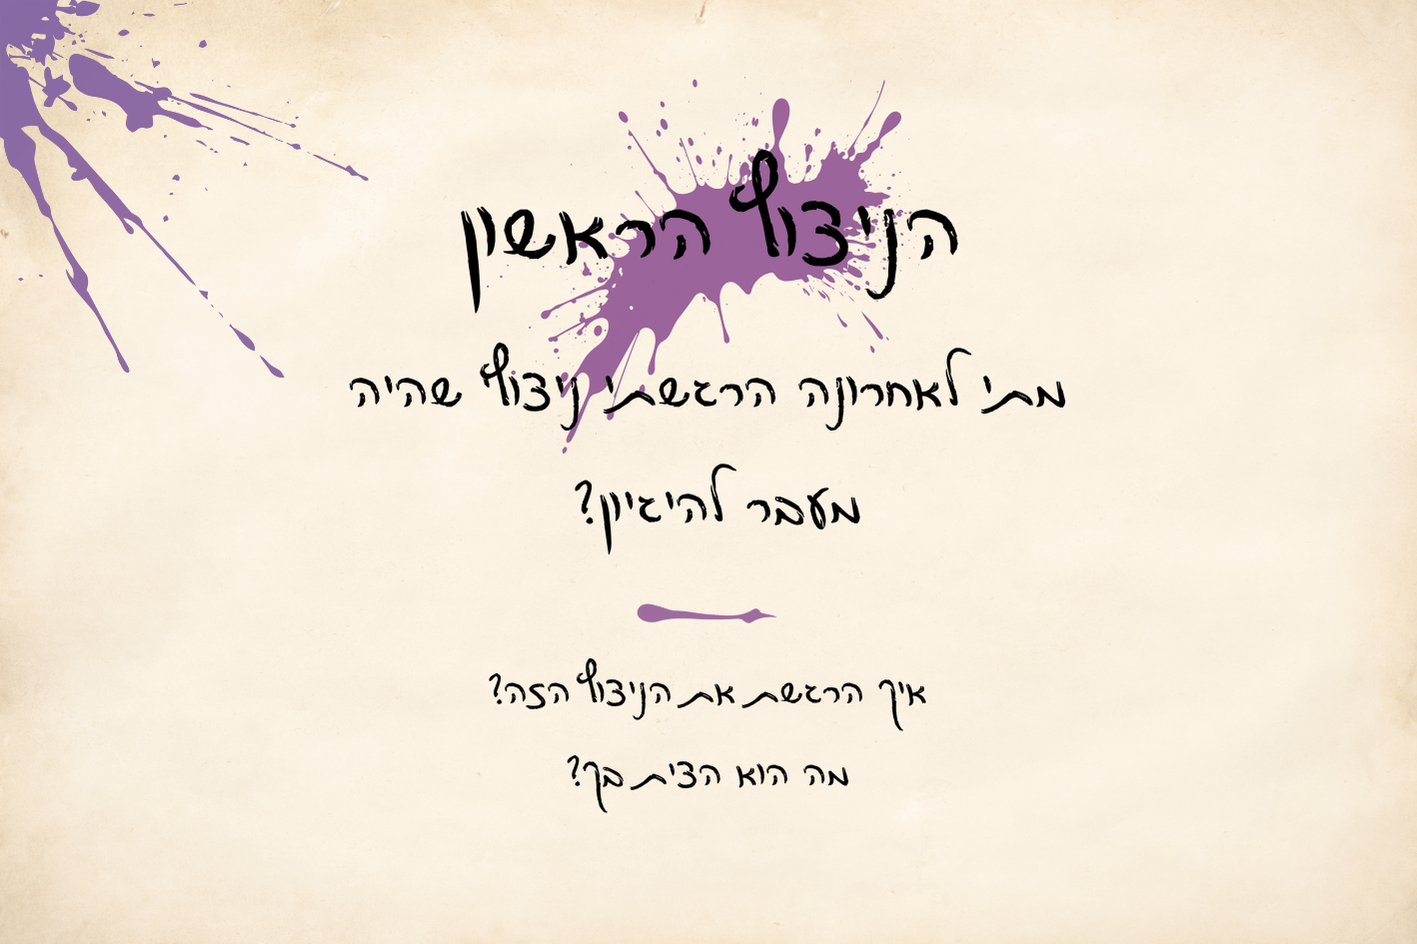 הניצוץ הראשון
מתי לאחרונה הרגשתי ניצוץ שהיה
מעבר להיגיון?
איך הרגשת את הניצוץ הזה?
מה הוא הצית בך?